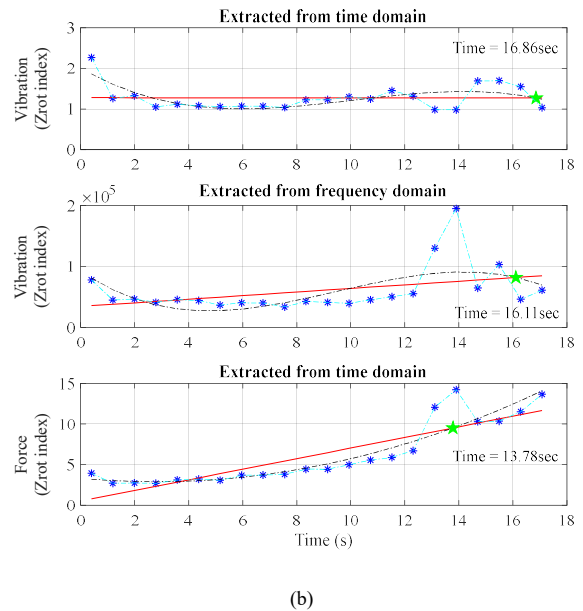 Extracted from time domain
3
2
1
0
Vibration
(Zrot index)
Time = 16.86sec
0 2 4 6 8 10 12 14 16 18
×10⁵
Extracted from frequency domain
2
1
0
Vibration
(Zrot index)
Time = 16.11sec
0 2 4 6 8 10 12 14 16 18
Extracted from time domain
15
10
5
0
Force
(Zrot index)
Time = 13.78sec
0 2 4 6 8 10 12 14 16 18
Time (s)
(b)